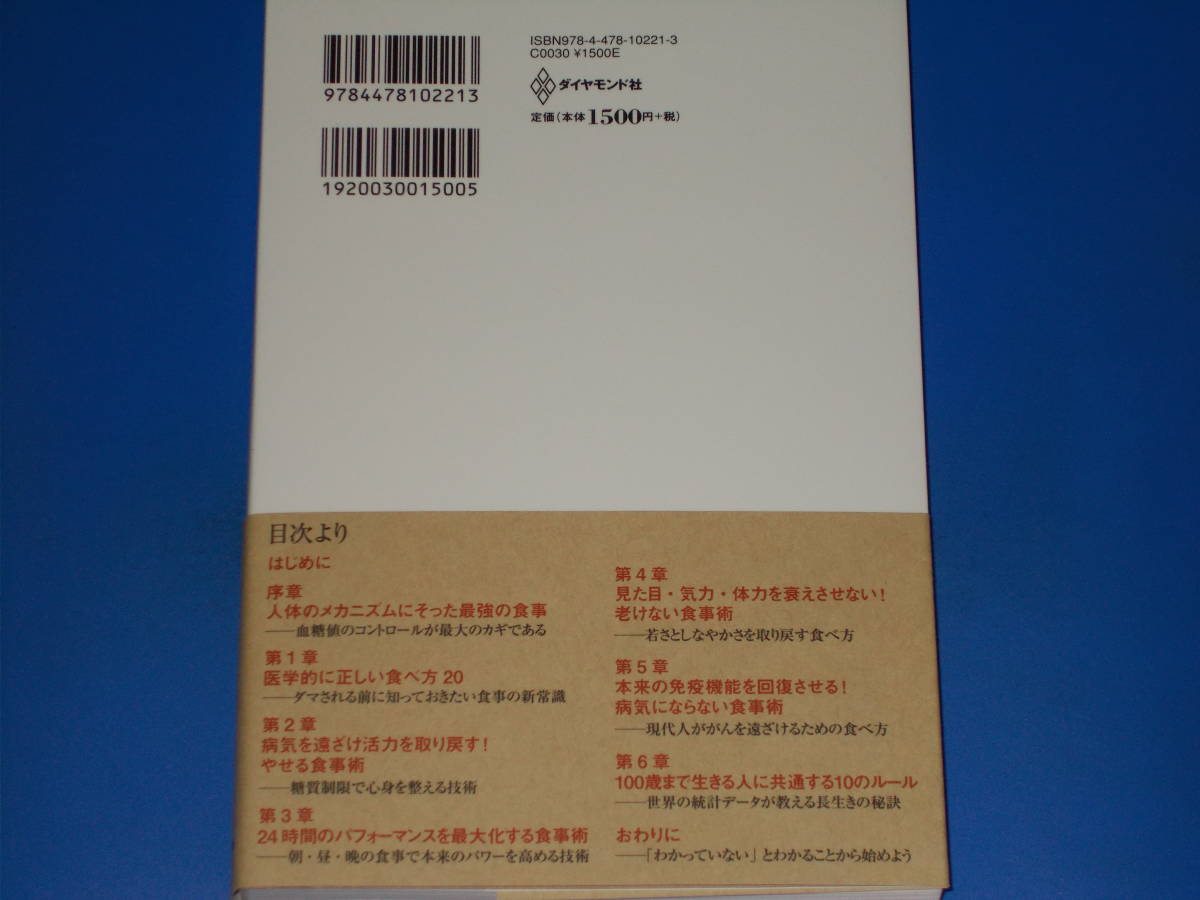 ISBN978-4-478-10221-3
C0030 ¥1500E
9784478102213
ダイヤモンド社
定価(本体1500円+税)
1920030015005
目次より
はじめに
序章
人体のメカニズムにそった最強の食事
——血糖値のコントロールが最大のカギである
第1章
医学的に正しい食べ方20
——ダマされる前に知っておきたい食事の新常識
第2章
病気を遠ざけ活力を取り戻す!
やせる食事術
——糖質制限で心身を整える技術
第3章
24時間のパフォーマンスを最大化する食事術
——朝・昼・晩の食事で本来のパワーを高める技術
第4章
見た目・気力・体力を衰えさせない!
老けない食事術
——若さとしなやかさを取り戻す食べ方
第5章
本来の免疫機能を回復させる!
病気にならない食事術
——現代人ががんを遠ざけるための食べ方
第6章
100歳まで生きる人に共通する10のルール
——世界の統計データが教える長生きの秘訣
おわりに
——「わかっていない」とわかることから始めよう